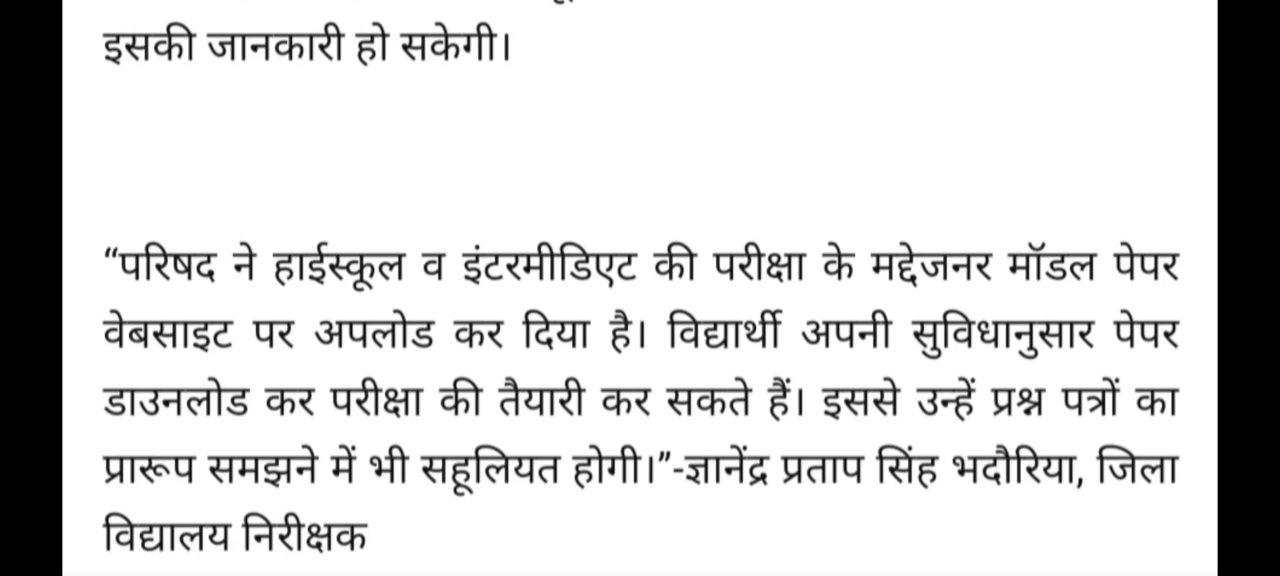 इसकी जानकारी हो सकेगी।
“परिषद ने हाईस्कूल व इंटरमीडिएट की परीक्षा के मद्देजनर मॉडल पेपर
वेबसाइट पर अपलोड कर दिया है। विद्यार्थी अपनी सुविधानुसार पेपर
डाउनलोड कर परीक्षा की तैयारी कर सकते हैं। इससे उन्हें प्रश्न पत्रों का
प्रारूप समझने में भी सहूलियत होगी।”-ज्ञानेंद्र प्रताप सिंह भदौरिया, जिला
विद्यालय निरीक्षक